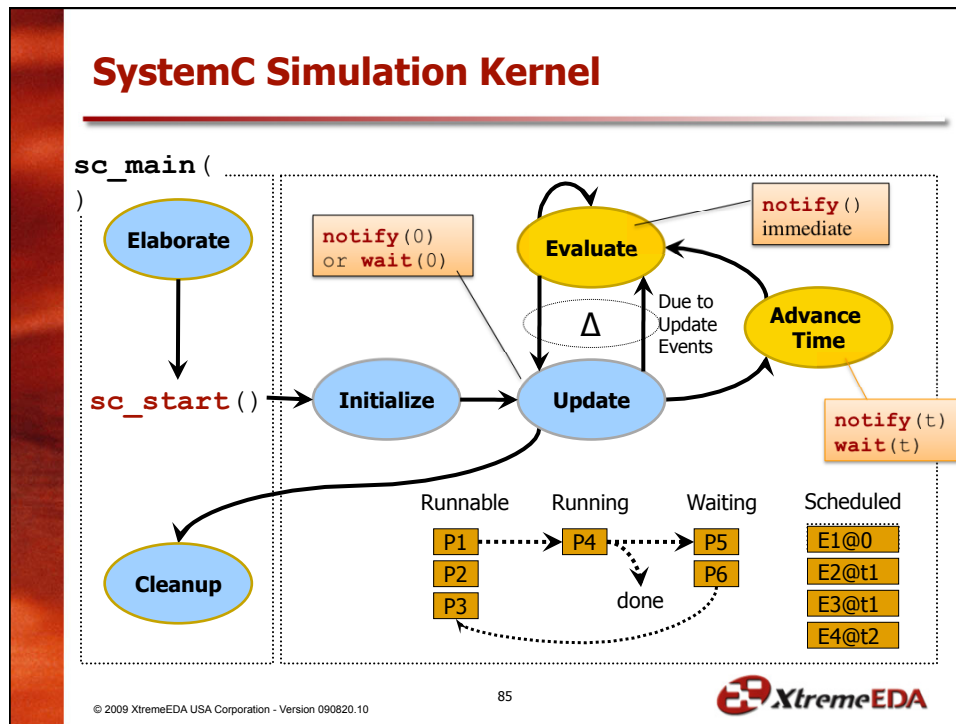 SystemC Simulation Kernel
sc_main(
)
Elaborate
sc_start()
Cleanup
Initialize
notify(0)
or wait(0)
Evaluate
notify()
immediate
Δ
Due to
Update
Events
Advance
Time
Update
notify(t)
wait(t)
Runnable
Running
Waiting
Scheduled
P1
P4
P5
E1@0
P2
P6
E2@t1
P3
done
E3@t1
E4@t2
© 2009 XtremeEDA USA Corporation - Version 090820.10
85
XtremeEDA